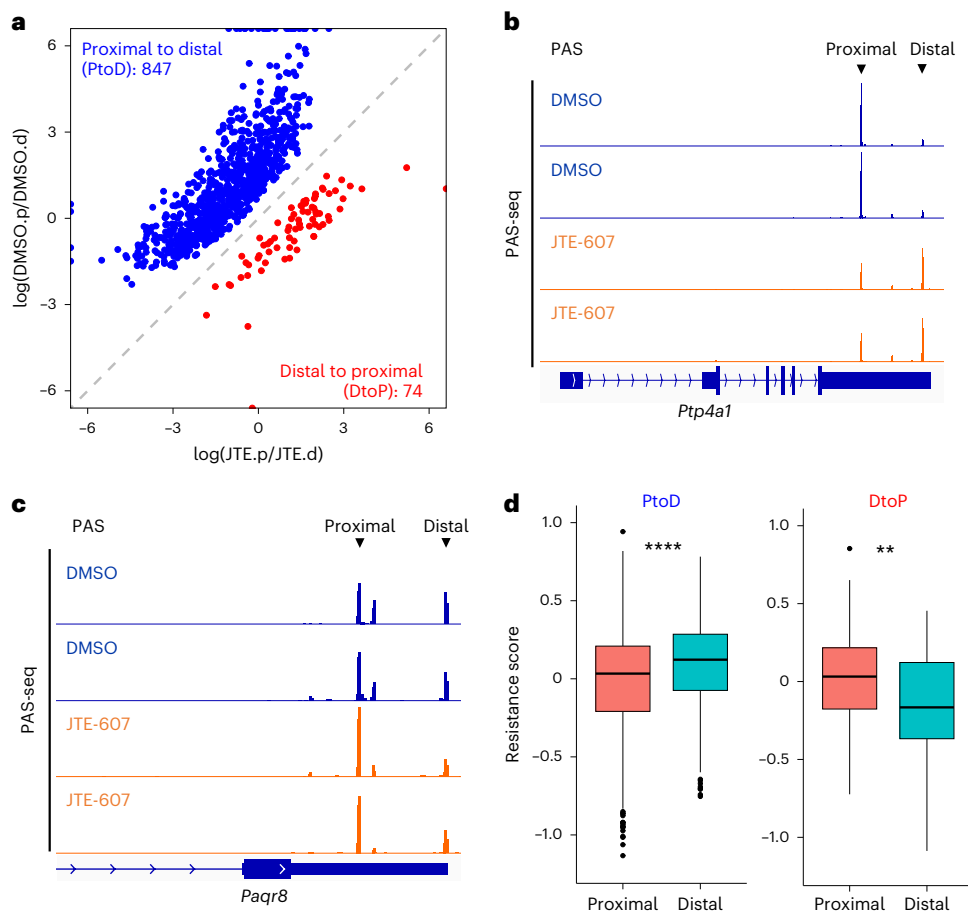 a
6
3
0
−3
−6
log(DMSO.p/DMSO.d)
Proximal to distal
(PtoD): 847
Distal to proximal
(DtoP): 74
−6
−3
0
3
6
log(JTE.p/JTE.d)
b
PAS
Proximal
Distal
PAS-seq
DMSO
DMSO
JTE-607
JTE-607
Ptp4a1
c
PAS
Proximal
Distal
PAS-seq
DMSO
DMSO
JTE-607
JTE-607
Paqr8
d
PtoD
Resistance score
1.0
0.5
0
−0.5
−1.0
****
Proximal
Distal
DtoP
1.0
0.5
0
−0.5
−1.0
**
Proximal
Distal